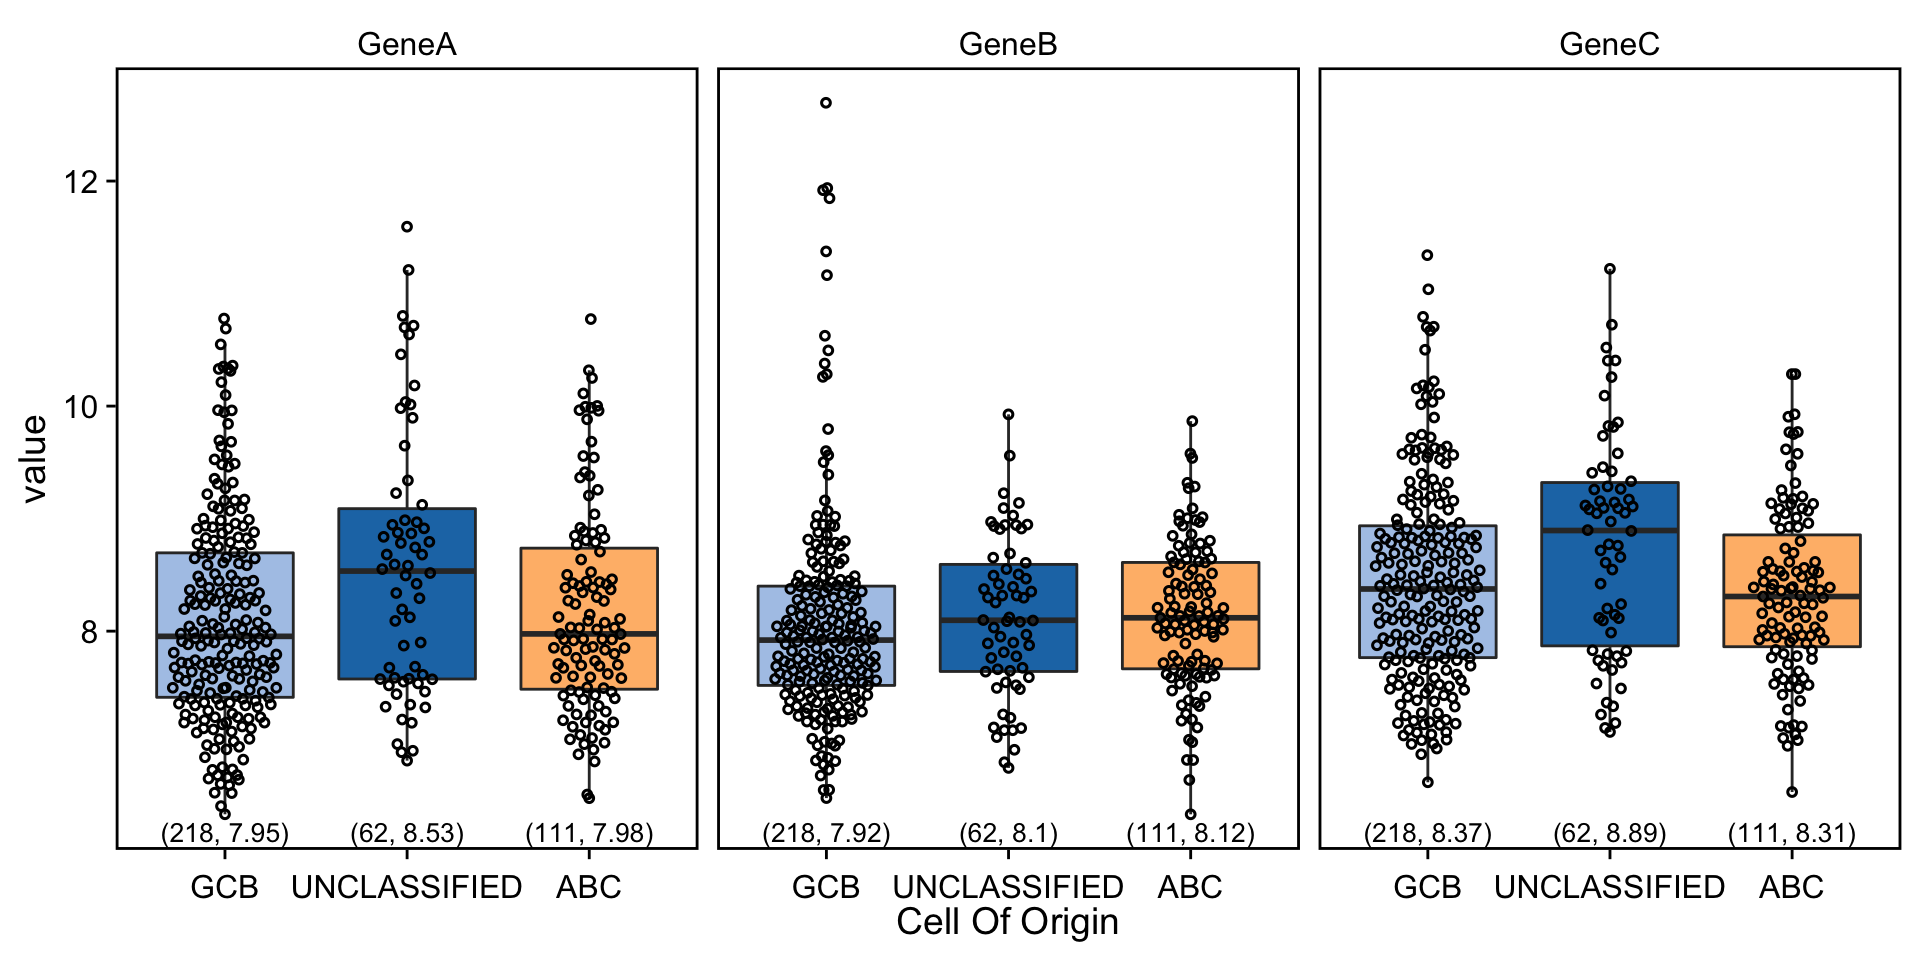 GeneA GeneB GeneC
12
10
8
value
(218, 7.95) (62, 8.53) (111, 7.98) (218, 7.92) (62, 8.1) (111, 8.12) (218, 8.37) (62, 8.89) (111, 8.31)
GCB UNCLASSIFIED ABC GCB UNCLASSIFIED ABC GCB UNCLASSIFIED ABC
Cell Of Origin